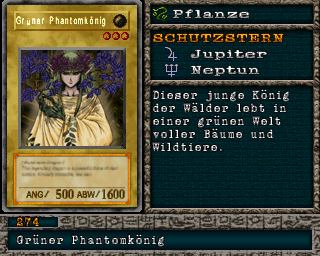 Grüner Phantomkönig
ANG/ 500 ABW/1600
Pflanze
SCHUTZSTERN
Jupiter
Neptun
Dieser junge König
der Wälder lebt in
einer grünen Welt
voller Bäume und
Wildtiere.
274
Grüner Phantomkönig